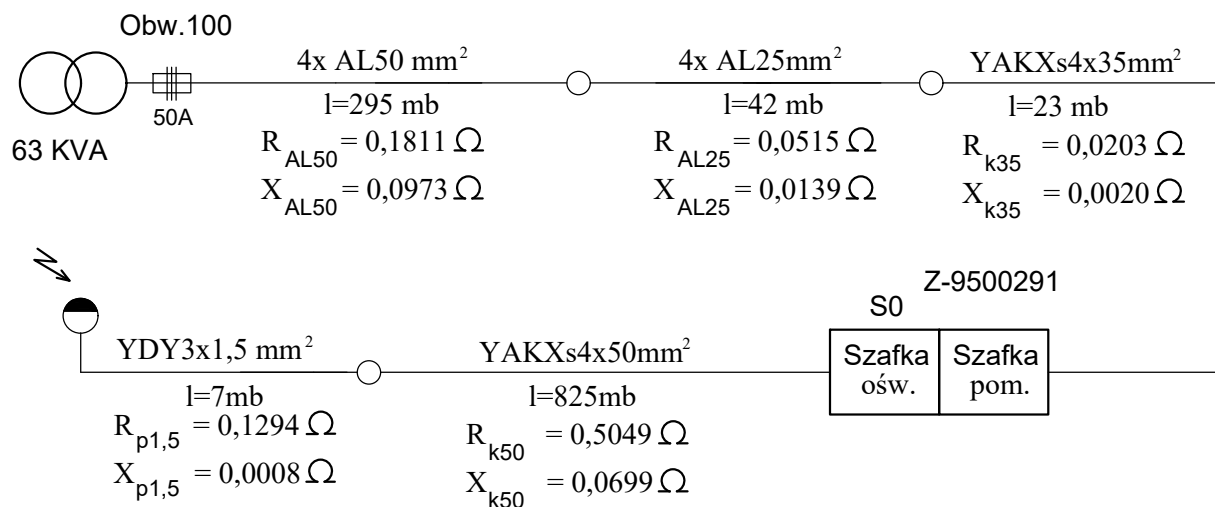 Obw.100
63 KVA
50A
4x AL50 mm²
l=295 mb
R_AL50 = 0,1811 Ω
X_AL50 = 0,0973 Ω
4x AL25mm²
l=42 mb
R_AL25 = 0,0515 Ω
X_AL25 = 0,0139 Ω
YAKXs4x35mm²
l=23 mb
R_k35 = 0,0203 Ω
X_k35 = 0,0020 Ω
YDY3x1,5 mm²
l=7mb
R_p1,5 = 0,1294 Ω
X_p1,5 = 0,0008 Ω
YAKXs4x50mm²
l=825mb
R_k50 = 0,5049 Ω
X_k50 = 0,0699 Ω
S0
Szafka
ośw.
Z-9500291
Szafka
pom.